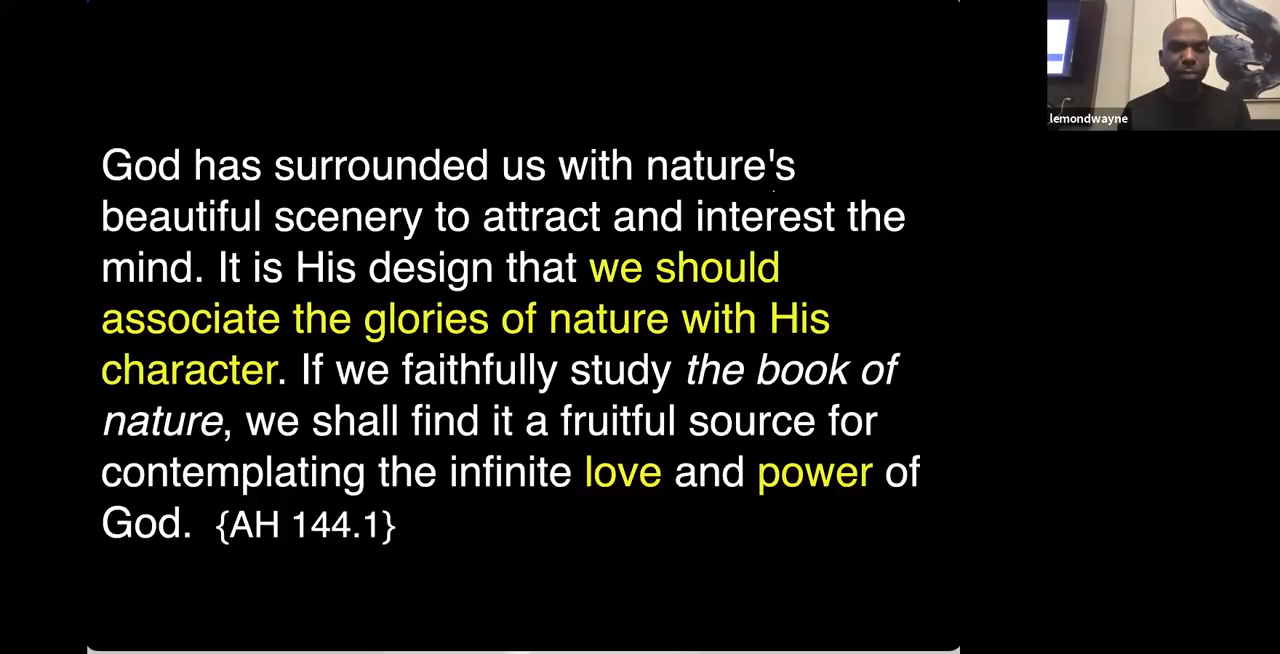 God has surrounded us with nature's
beautiful scenery to attract and interest the
mind. It is His design that we should
associate the glories of nature with His
character. If we faithfully study the book of
nature, we shall find it a fruitful source for
contemplating the infinite love and power of
God.  {AH 144.1}
lemondwayne